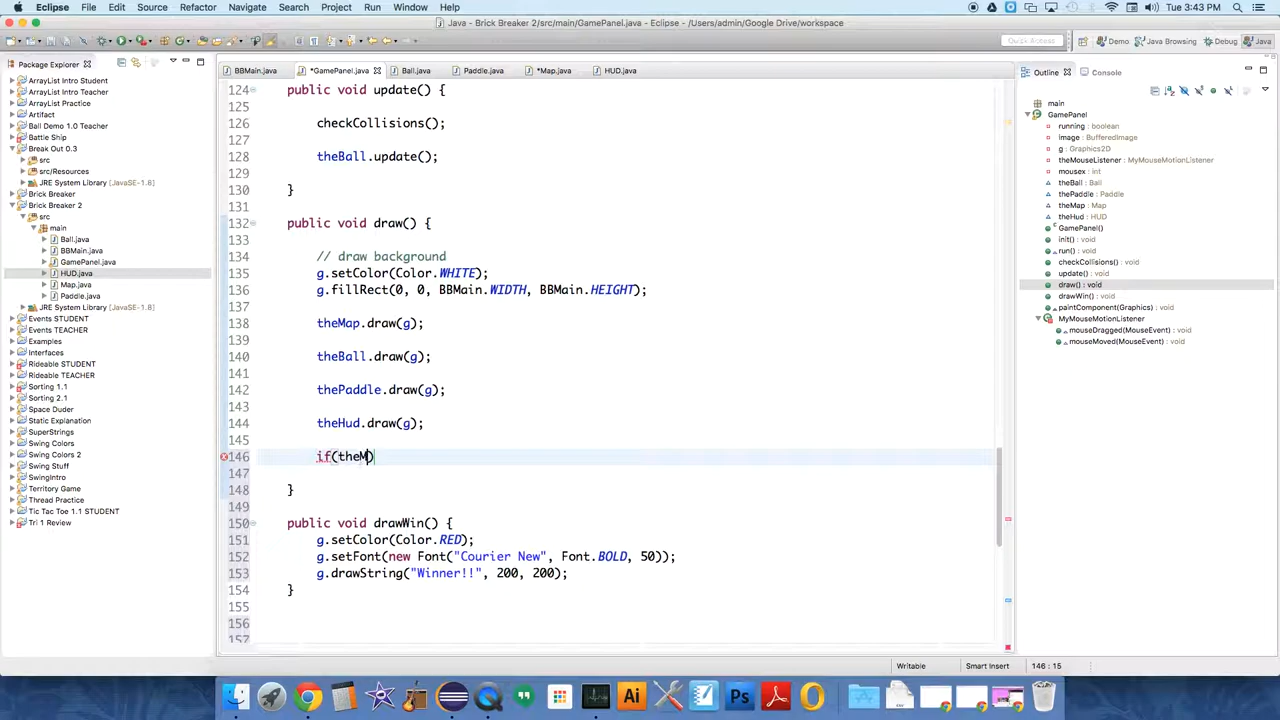 Eclipse File Edit Source Refactor Navigate Search Project Run Window Help Tue 3:43 PM
Java - Brick Breaker 2/src/main/GamePanel.java - Eclipse - /Users/admin/Google Drive/workspace
Quick Access Demo Java Browsing Debug Java
Package Explorer
ArrayList Intro Student
ArrayList Intro Teacher
ArrayList Practice
Artifact
Ball Demo 1.0 Teacher
Battle Ship
Break Out 0.3
src
src/Resources
JRE System Library [JavaSE-1.8]
Brick Breaker
Brick Breaker 2
src
main
Ball.java
BBMain.java
GamePanel.java
HUD.java
Map.java
Paddle.java
JRE System Library [JavaSE-1.8]
Events STUDENT
Events TEACHER
Examples
Interfaces
Rideable STUDENT
Rideable TEACHER
Sorting 1.1
Sorting 2.1
Space Duder
Static Explanation
SuperStrings
Swing Colors
Swing Colors 2
Swing Stuff
SwingIntro
Territory Game
Thread Practice
Tic Tac Toe 1.1 STUDENT
Tri 1 Review
BBMain.java *GamePanel.java Ball.java Paddle.java *Map.java HUD.java
124 public void update() {
125
126 checkCollisions();
127
128 theBall.update();
129
130 }
131
132 public void draw() {
133
134 // draw background
135 g.setColor(Color.WHITE);
136 g.fillRect(0, 0, BBMain.WIDTH, BBMain.HEIGHT);
137
138 theMap.draw(g);
139
140 theBall.draw(g);
141
142 thePaddle.draw(g);
143
144 theHud.draw(g);
145
146 if(theM)
147
148 }
149
150 public void drawWin() {
151 g.setColor(Color.RED);
152 g.setFont(new Font("Courier New", Font.BOLD, 50));
153 g.drawString("Winner!!", 200, 200);
154 }
155
156
157
Outline Console
main
GamePanel
running : boolean
image : BufferedImage
g : Graphics2D
theMouseListener : MyMouseMotionListener
mousex : int
theBall : Ball
thePaddle : Paddle
theMap : Map
theHud : HUD
GamePanel()
init() : void
run() : void
checkCollisions() : void
update() : void
draw() : void
drawWin() : void
paintComponent(Graphics) : void
MyMouseMotionListener
mouseDragged(MouseEvent) : void
mouseMoved(MouseEvent) : void
Writable Smart Insert 146 : 15
Ai Ps